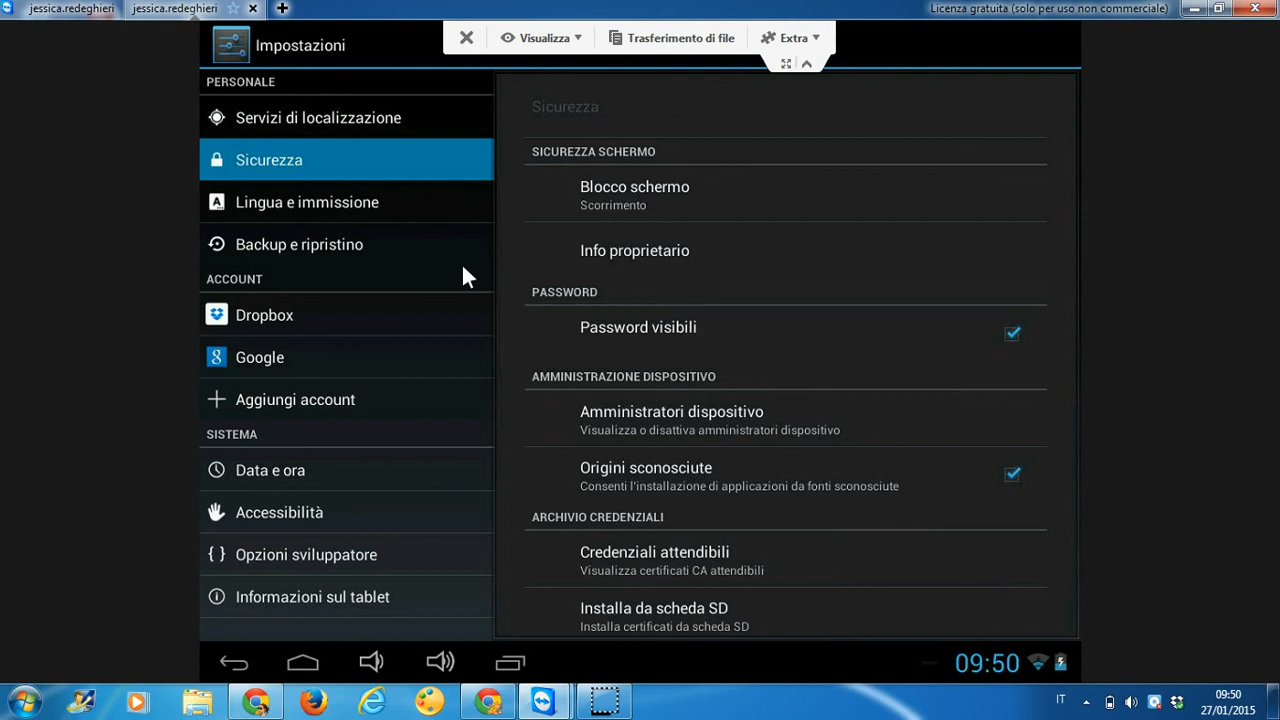 jessica.redeghieri
jessica.redeghieri
Licenza gratuita (solo per uso non commerciale)
Impostazioni
Visualizza
Trasferimento di file
Extra
PERSONALE
Servizi di localizzazione
Sicurezza
Lingua e immissione
Backup e ripristino
ACCOUNT
Dropbox
Google
Aggiungi account
SISTEMA
Data e ora
Accessibilità
Opzioni sviluppatore
Informazioni sul tablet
Sicurezza
SICUREZZA SCHERMO
Blocco schermo
Scorrimento
Info proprietario
PASSWORD
Password visibili
AMMINISTRAZIONE DISPOSITIVO
Amministratori dispositivo
Visualizza o disattiva amministratori dispositivo
Origini sconosciute
Consenti l'installazione di applicazioni da fonti sconosciute
ARCHIVIO CREDENZIALI
Credenziali attendibili
Visualizza certificati CA attendibili
Installa da scheda SD
Installa certificati da scheda SD
09:50
IT
09:50
27/01/2015